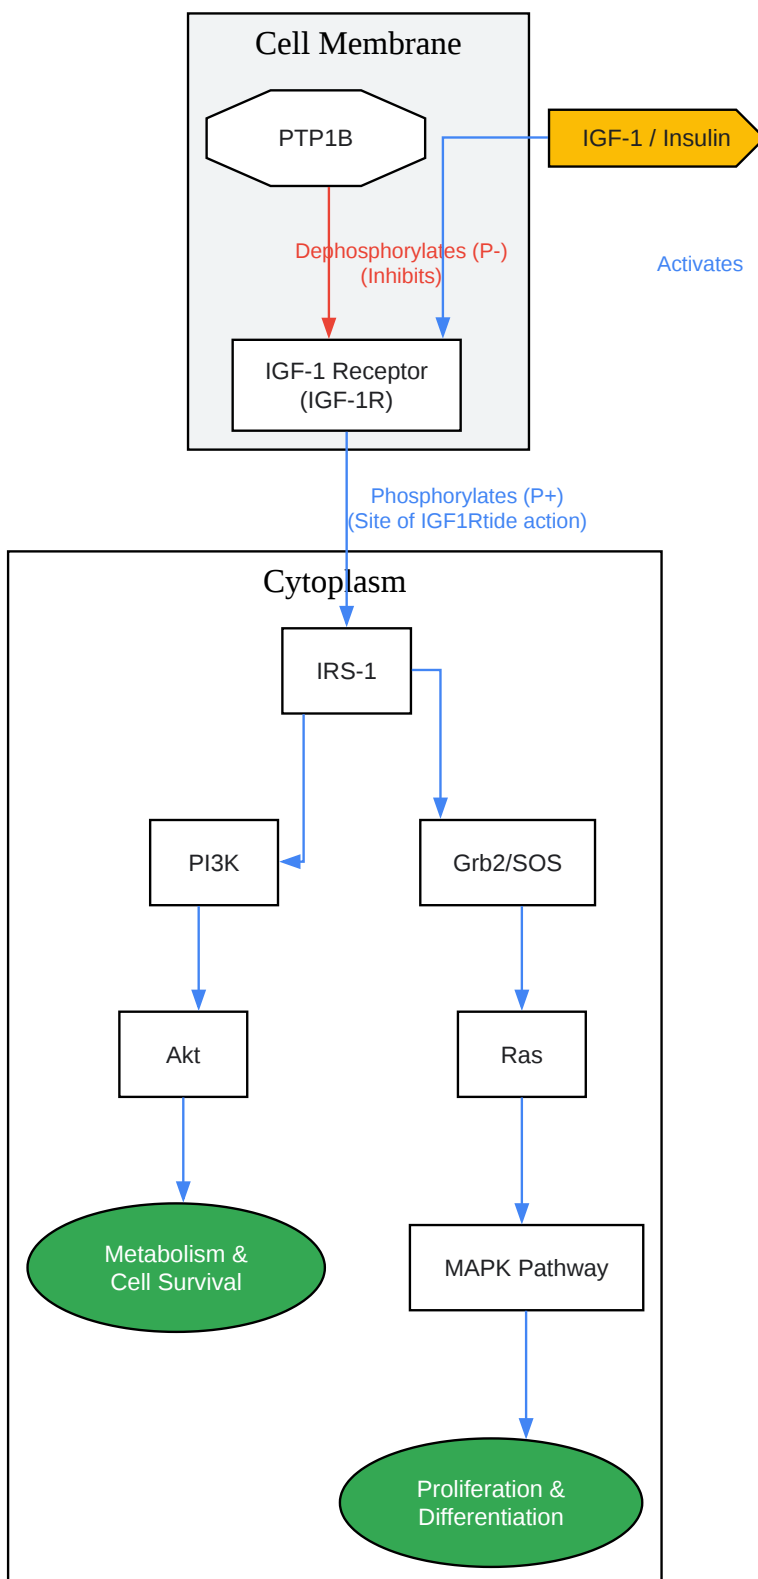 Cell Membrane
PTP1B
IGF-1 / Insulin
Dephosphorylates (P-)
(Inhibits)
Activates
IGF-1 Receptor
(IGF-1R)
Phosphorylates (P+)
(Site of IGF1Rtide action)
Cytoplasm
IRS-1
PI3K
Grb2/SOS
Akt
Ras
Metabolism &
Cell Survival
MAPK Pathway
Proliferation &
Differentiation